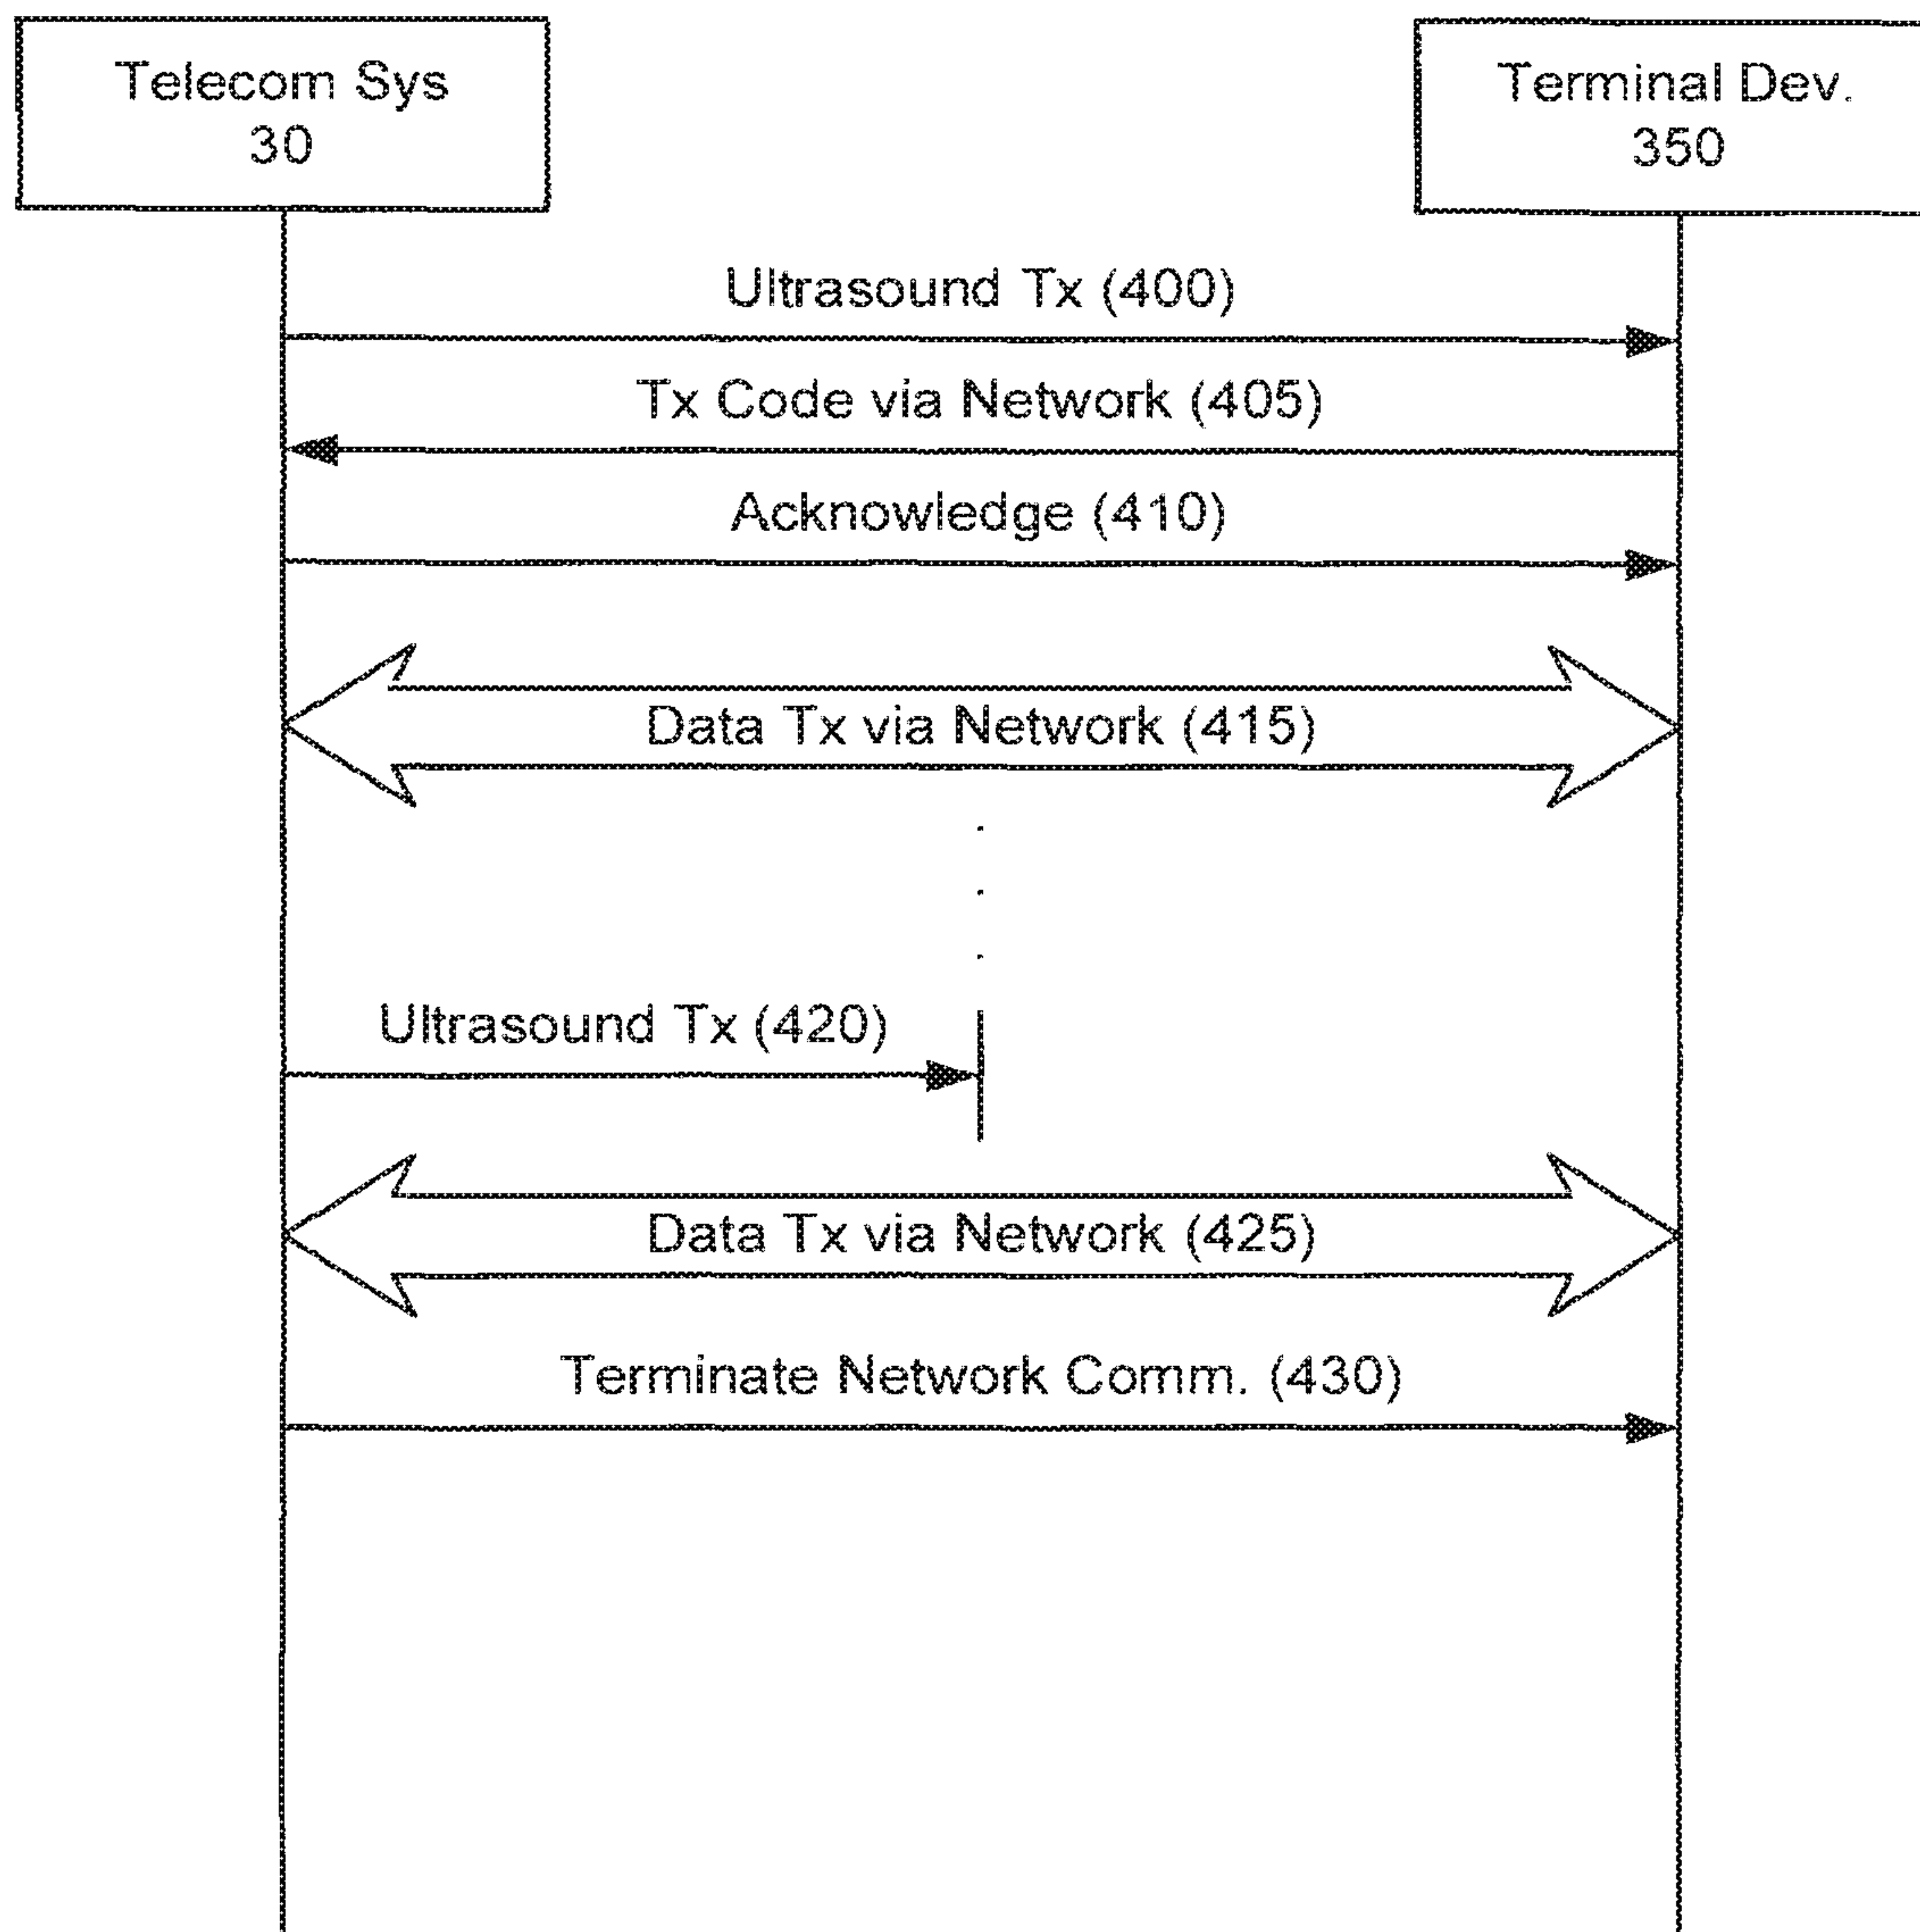 Telecom Sys
30
Terminal Dev.
350
Ultrasound Tx (400)
Tx Code via Network (405)
Acknowledge (410)
Data Tx via Network (415)
Ultrasound Tx (420)
Data Tx via Network (425)
Terminate Network Comm. (430)